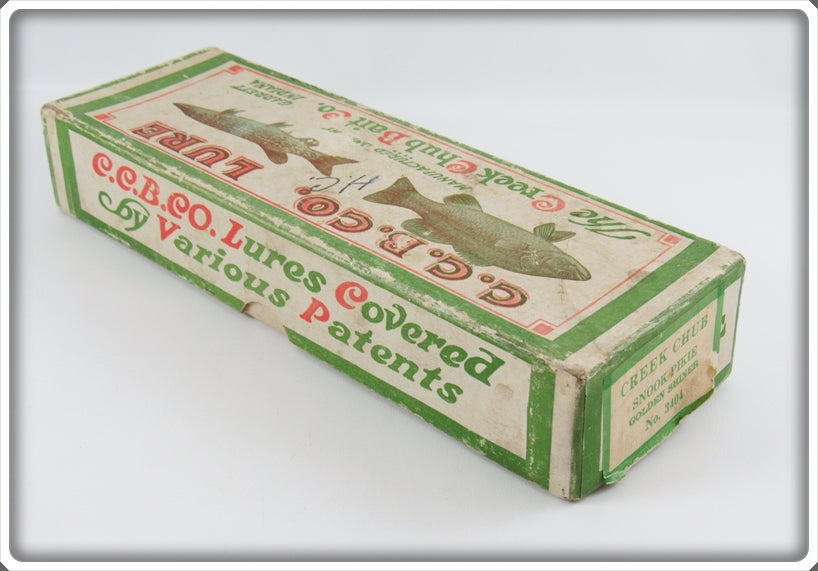 The Creek Chub Bait Co.
MANUFACTURED
BY
GARRETT
INDIANA
C.C.B.CO. LURE
H.C.
C.C.B.CO. Lures Covered
by Various Patents
CREEK CHUB
SNOOK PIKIE
GOLDEN SHINER
No. 3404